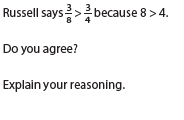 Russell says 3/8 > 3/4 because 8 > 4.
Do you agree?
Explain your reasoning.